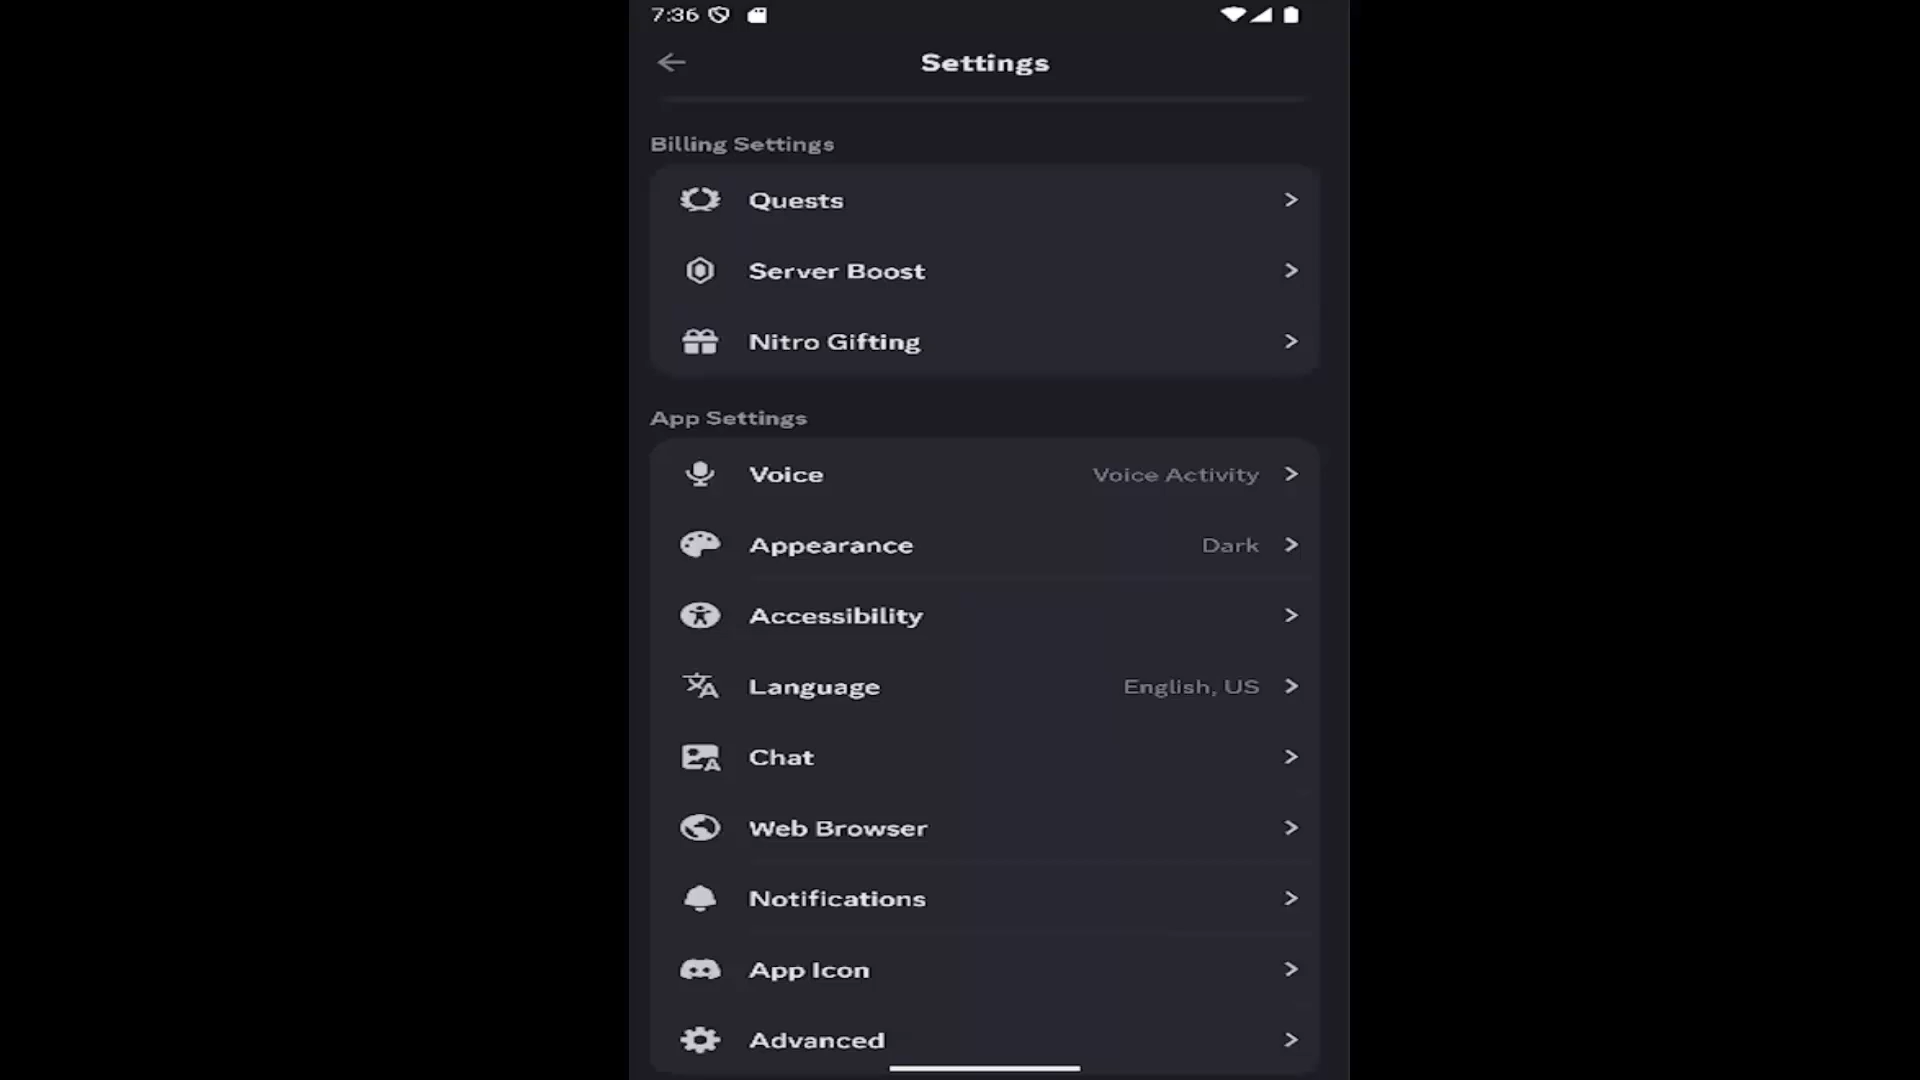 7:36
Settings
Billing Settings
Quests
Server Boost
Nitro Gifting
App Settings
Voice Voice Activity
Appearance Dark
Accessibility
Language English, US
Chat
Web Browser
Notifications
App Icon
Advanced